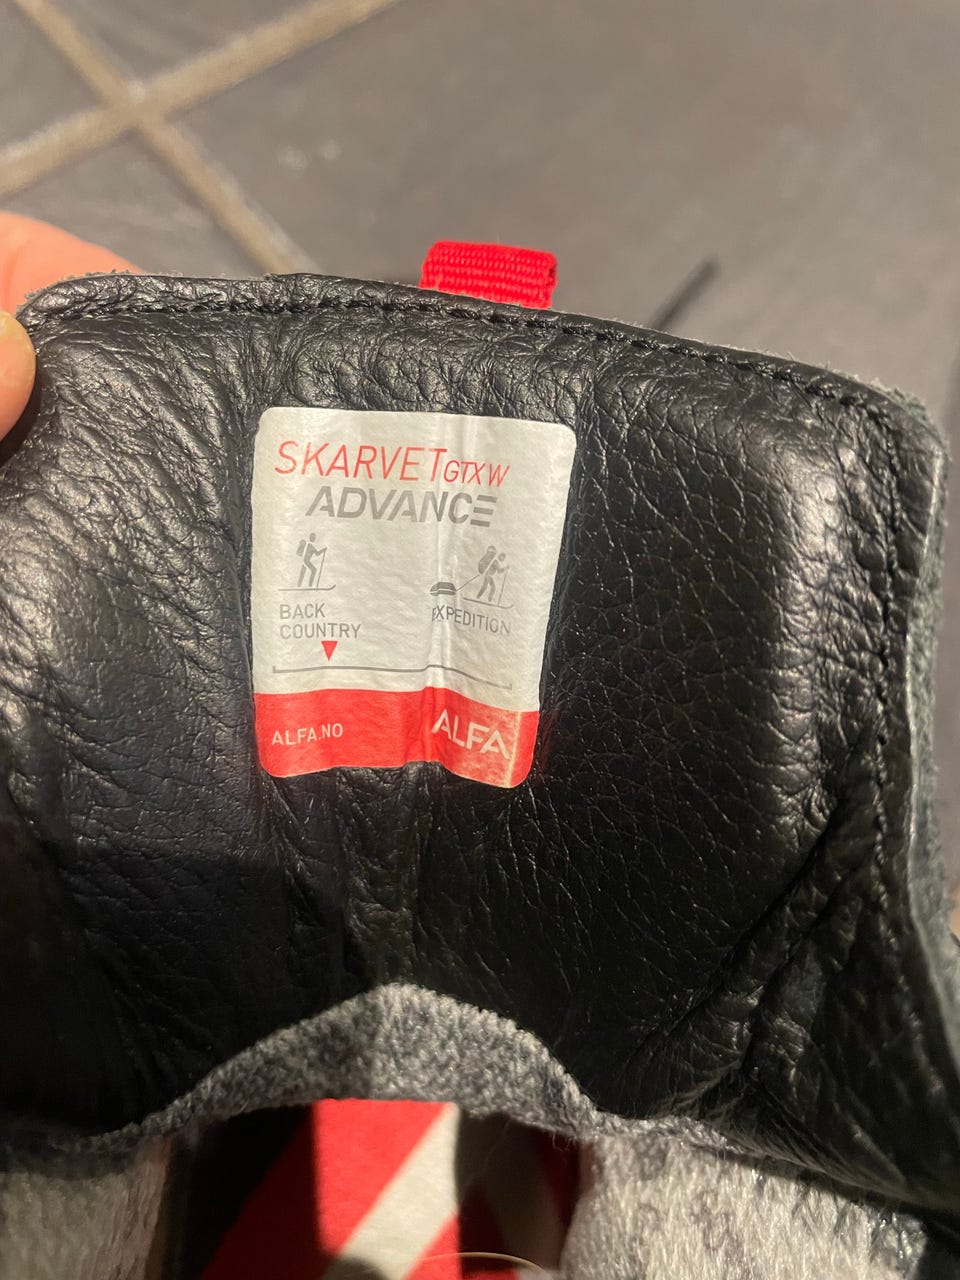 SKARVET GTX W
ADVANCE
BACK
COUNTRY
EXPEDITION
ALFA.NO
ALFA